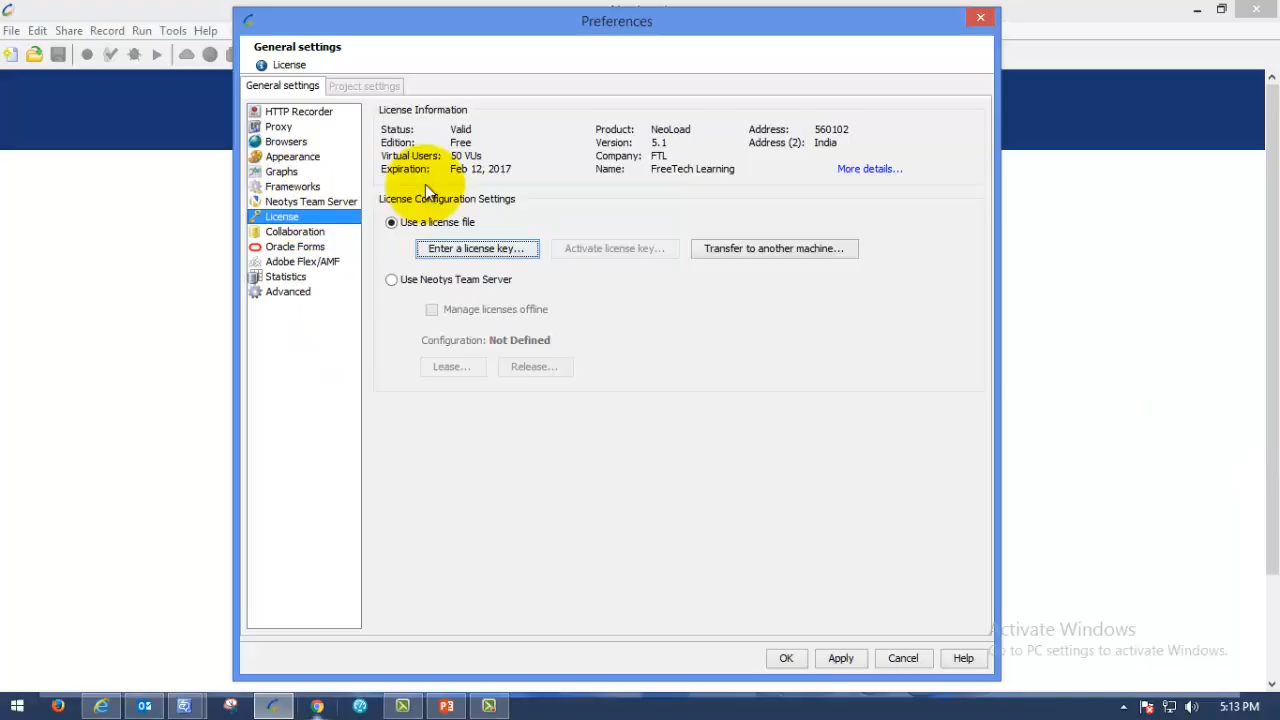 Preferences
File Edit Share Record Run Tools Help
General settings
License
General settings Project settings
HTTP Recorder
Proxy
Browsers
Appearance
Graphs
Frameworks
Neotys Team Server
License
Collaboration
Oracle Forms
Adobe Flex/AMF
Statistics
Advanced
License Information
Status: Valid Product: NeoLoad Address: 560102
Edition: Free Version: 5.1 Address (2): India
Virtual Users: 50 VUs Company: FTL
Expiration: Feb 12, 2017 Name: FreeTech Learning More details...
License Configuration Settings
Use a license file
Enter a license key... Activate license key... Transfer to another machine...
Use Neotys Team Server
Manage licenses offline
Configuration: Not Defined
Lease... Release...
OK Apply Cancel Help
Activate Windows
Go to PC settings to activate Windows.
5:13 PM